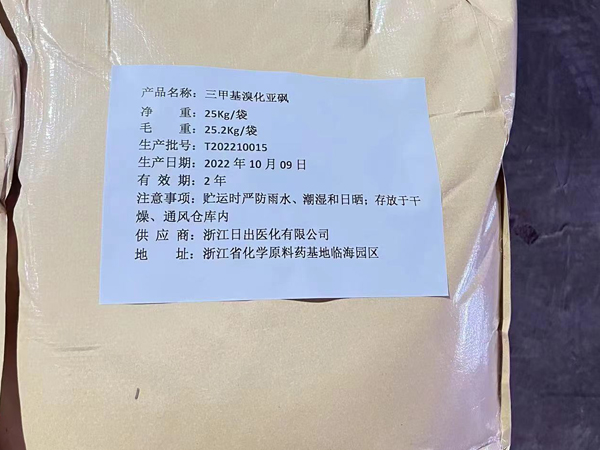 产品名称：三甲基溴化亚砜
净　　重：25Kg/袋
毛　　重：25.2Kg/袋
生产批号：T202210015
生产日期：2022 年 10 月 09 日
有 效 期：2 年
注意事项：贮运时严防雨水、潮湿和日晒；存放于干
燥、通风仓库内
供 应 商：浙江日出医化有限公司
地　　址：浙江省化学原料药基地临海园区